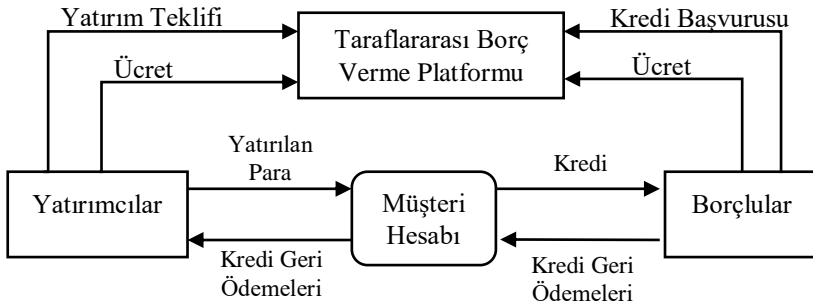 Yatırım Teklifi
Kredi Başvurusu
Taraflararası Borç
Verme Platformu
Ücret
Ücret
Yatırılan
Para
Kredi
Yatırımcılar
Müşteri
Hesabı
Borçlular
Kredi Geri
Ödemeleri
Kredi Geri
Ödemeleri